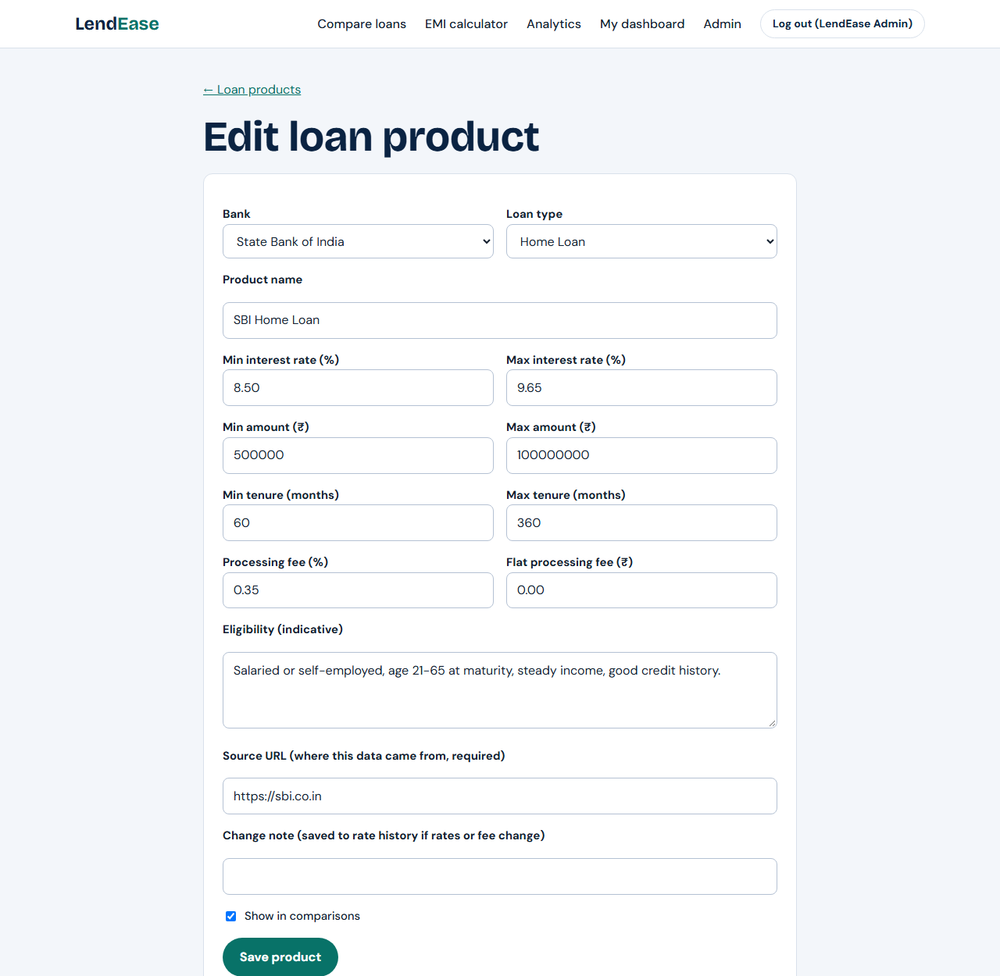 LendEase
Compare loans EMI calculator Analytics My dashboard Admin Log out (LendEase Admin)
← Loan products
Edit loan product
Bank Loan type
State Bank of India Home Loan
Product name
SBI Home Loan
Min interest rate (%) Max interest rate (%)
8.50 9.65
Min amount (₹) Max amount (₹)
500000 100000000
Min tenure (months) Max tenure (months)
60 360
Processing fee (%) Flat processing fee (₹)
0.35 0.00
Eligibility (indicative)
Salaried or self-employed, age 21-65 at maturity, steady income, good credit history.
Source URL (where this data came from, required)
https://sbi.co.in
Change note (saved to rate history if rates or fee change)
Show in comparisons
Save product